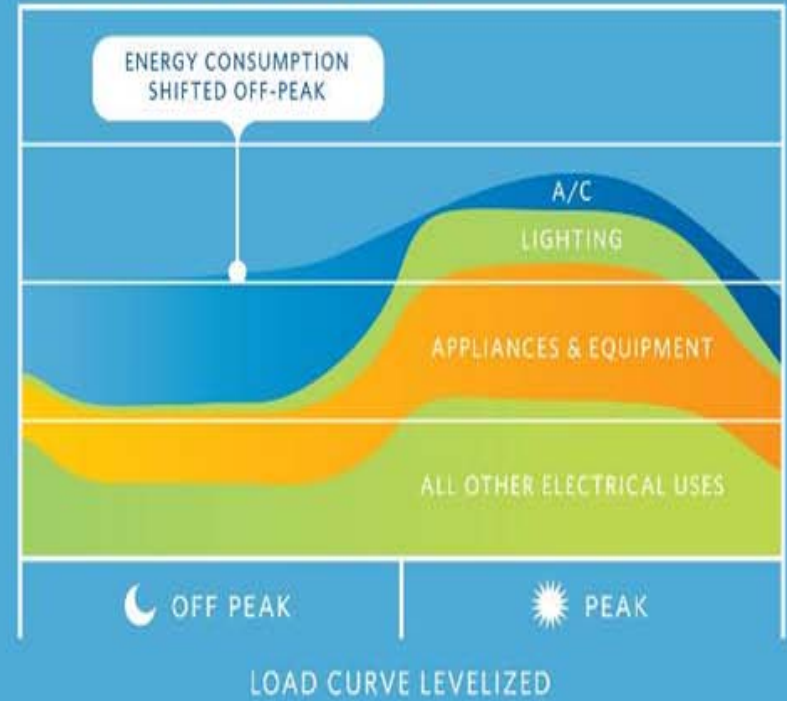 ENERGY CONSUMPTION
SHIFTED OFF-PEAK
A/C
LIGHTING
APPLIANCES & EQUIPMENT
ALL OTHER ELECTRICAL USES
OFF PEAK
PEAK
LOAD CURVE LEVELIZED